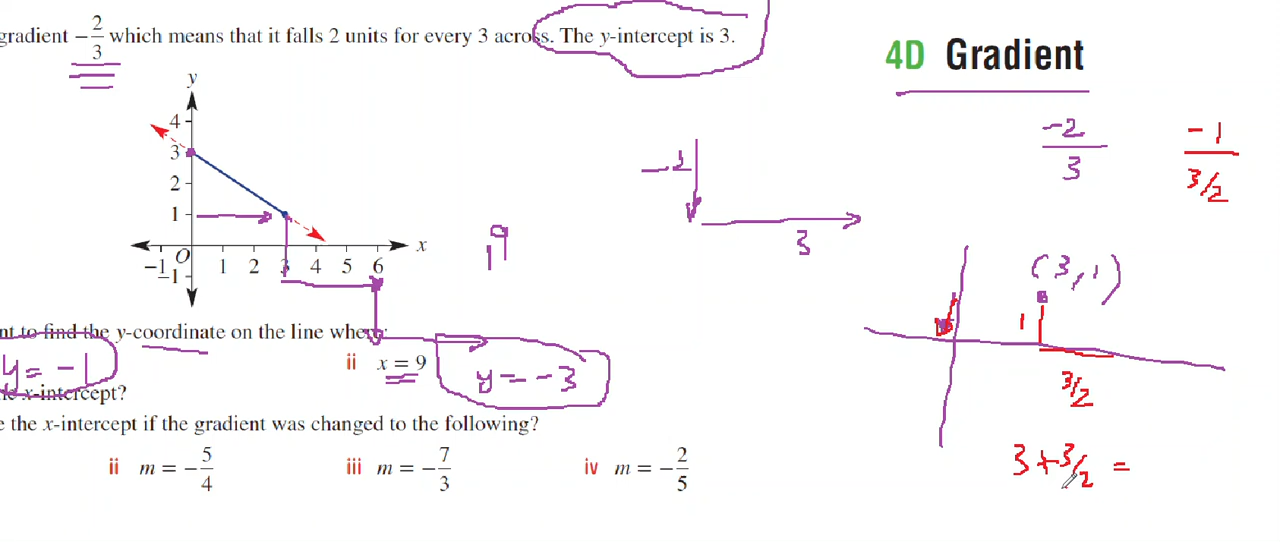 gradient −2/3 which means that it falls 2 units for every 3 across. The y-intercept is 3.
4D Gradient
y
4
3
2
1
O
−1
1 2 3 4 5 6
x
−1
-2
3
-2/3
-1/(3/2)
19
(3,1)
1
3/2
3+3/2 =
nt to find the y-coordinate on the line where:
y = -1
ii x = 9
y = -3
he x-intercept?
e the x-intercept if the gradient was changed to the following?
ii m = −5/4
iii m = −7/3
iv m = −2/5